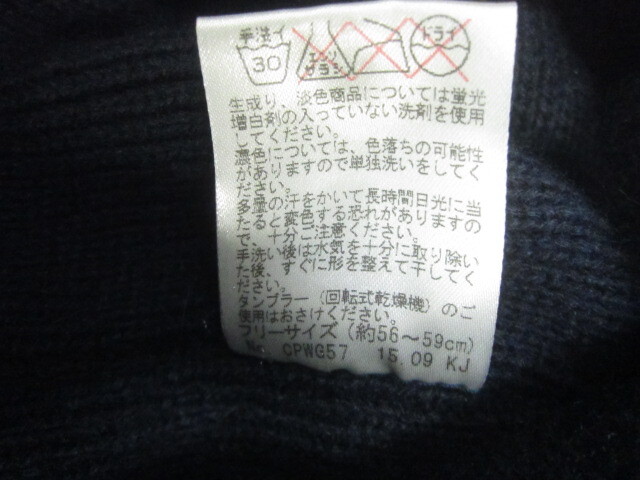 手洗イ
30
エンソ
サラシ
ドライ
生成り、淡色商品については蛍光
増白剤の入っていない洗剤を使用
してください。
濃色については、色落ちの可能性
がありますので単独洗いをしてく
ださい。
多量の汗をかいて長時間日光に当
たると変色する恐れがありますの
で、十分ご注意ください。
手洗い後は水気を十分に取り除い
た後、すぐに形を整えて干してく
ださい。
タンブラー（回転式乾燥機）のご
使用はおさけください。
フリーサイズ（約56～59cm）
No. CPWG57 15.09 KJ